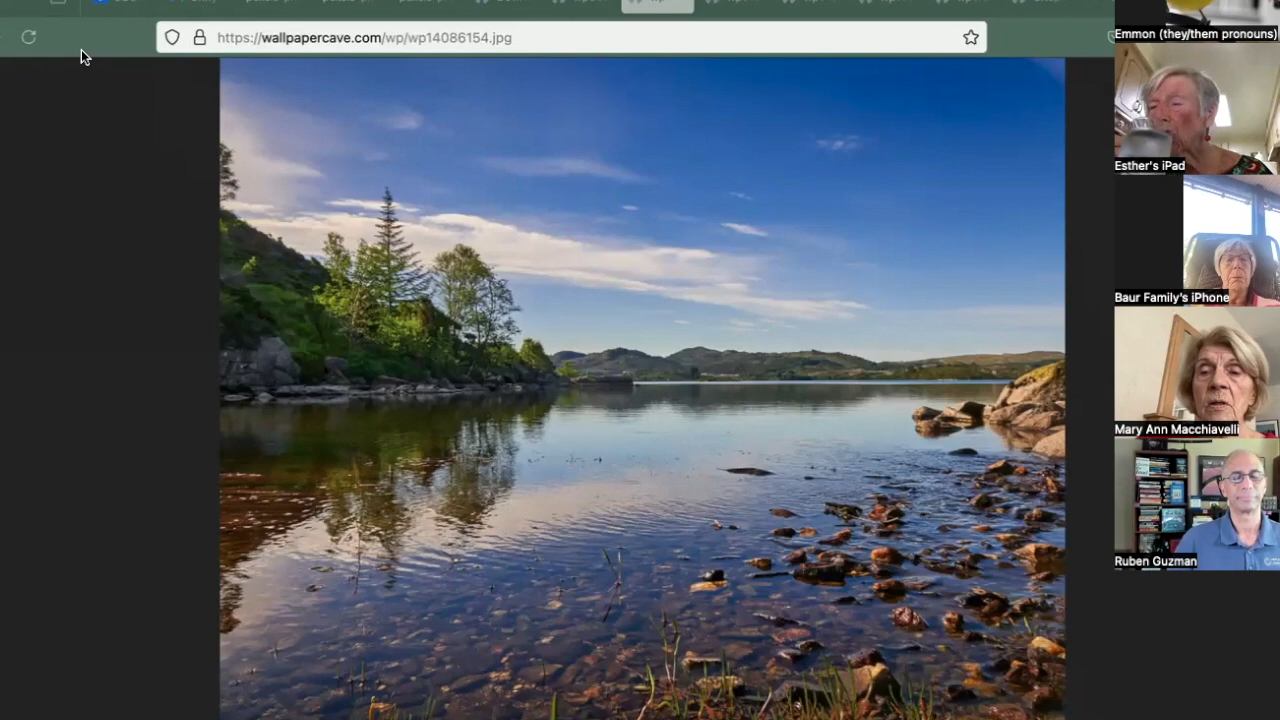 https://wallpapercave.com/wp/wp14086154.jpg
Emmon (they/them pronouns)
Esther's iPad
Baur Family's iPhone
Mary Ann Macchiavelli
Ruben Guzman